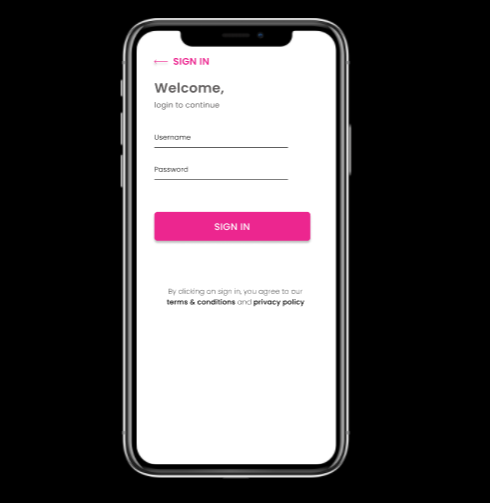 SIGN IN
Welcome,
login to continue
Username
Password
SIGN IN
By clicking on sign in, you agree to our
terms & conditions and privacy policy